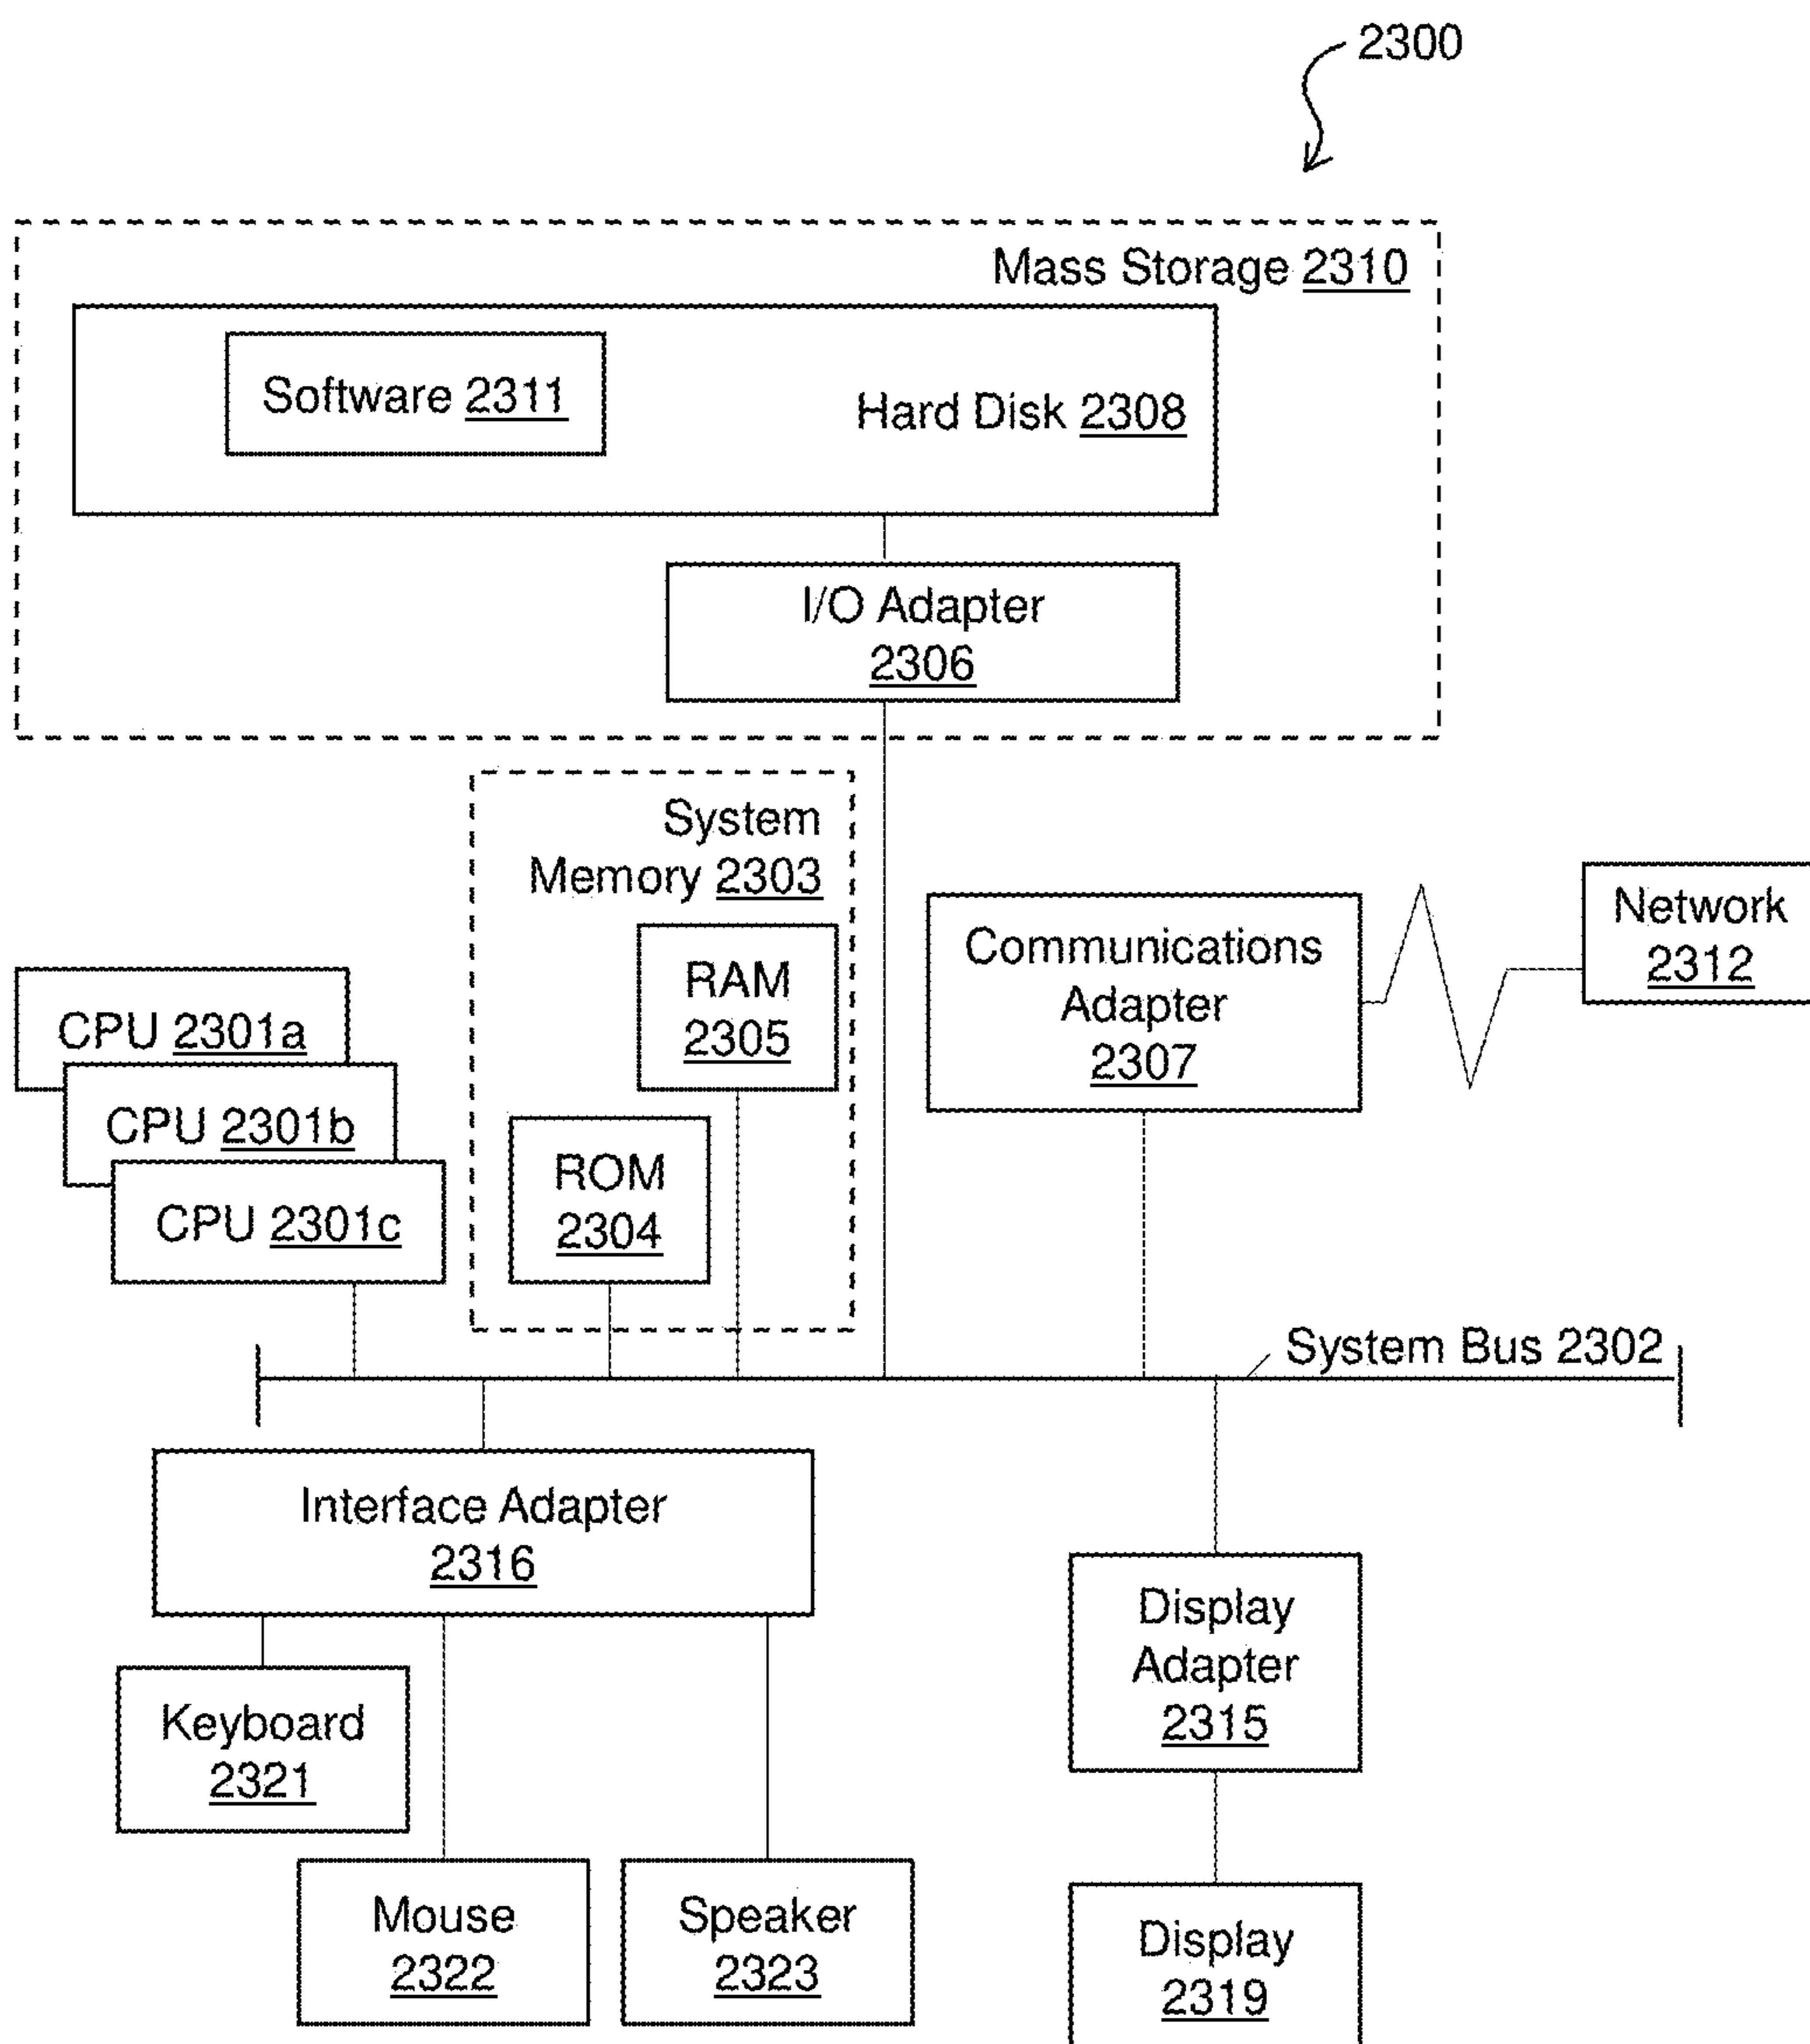 2300
Mass Storage 2310
Software 2311
Hard Disk 2308
I/O Adapter
2306
System
Memory 2303
RAM
2305
ROM
2304
CPU 2301a
CPU 2301b
CPU 2301c
Communications
Adapter
2307
Network
2312
System Bus 2302
Interface Adapter
2316
Keyboard
2321
Mouse
2322
Speaker
2323
Display
Adapter
2315
Display
2319